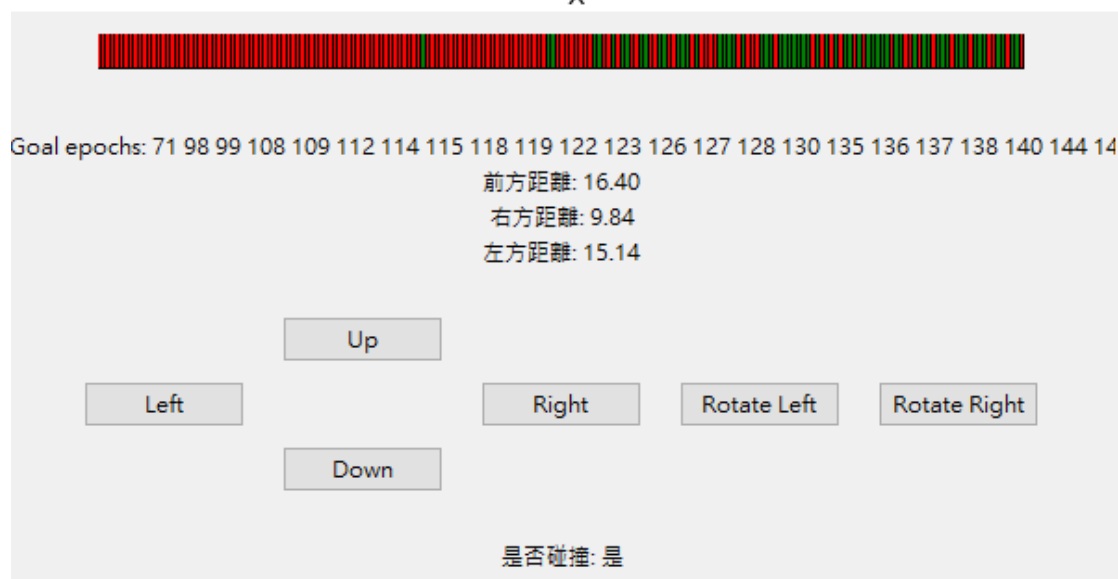 Goal epochs: 71 98 99 108 109 112 114 115 118 119 122 123 126 127 128 130 135 136 137 138 140 144 14
前方距離: 16.40
右方距離: 9.84
左方距離: 15.14
Up
Left Right Rotate Left Rotate Right
Down
是否碰撞: 是